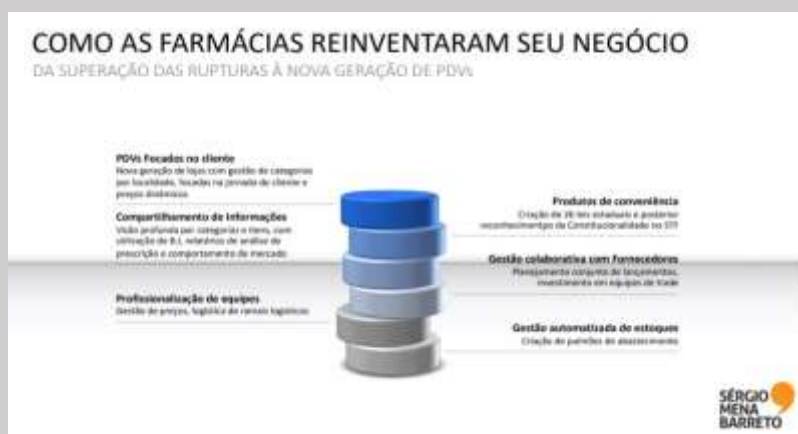 COMO AS FARMÁCIAS REINVENTARAM SEU NEGÓCIO
DA SUPERAÇÃO DAS RUPTURAS À NOVA GERAÇÃO DE PDVs
PDVs Focados no cliente
Nova geração de lojas com gestão de categorias
por localidade, focadas na jornada do cliente e
preços dinâmicos
Compartilhamento de Informações
Visão profunda por categorias e itens, com
utilização de B.I, relatórios de análise de
prescrição e comportamento de mercado
Profissionalização de equipes
Gestão de preços, logística de ramais logísticos
Produtos de conveniência
Criação de 26 leis estaduais e posterior
da Constitucionalidade no STF
Gestão colaborativa com Fornecedores
Planejamento conjunto de lançamentos,
investimento em equipes de trade
Gestão automatizada de estoques
Criação de padrões de abastecimento
SÉRGIO
MENA
BARRETO